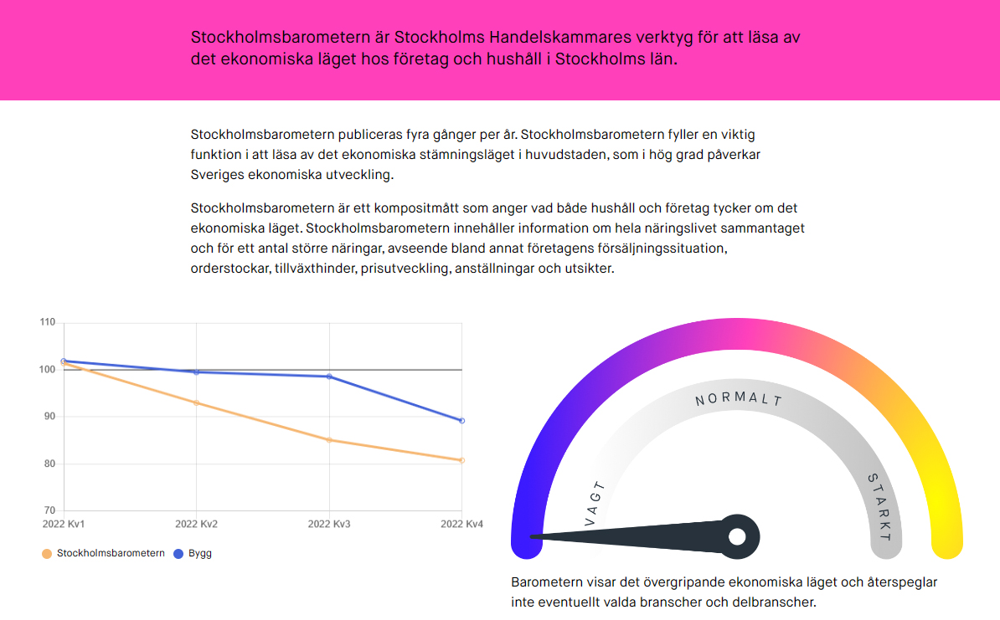 Stockholmsbarometern är Stockholms Handelskammares verktyg för att läsa av
det ekonomiska läget hos företag och hushåll i Stockholms län.
Stockholmsbarometern publiceras fyra gånger per år. Stockholmsbarometern fyller en viktig
funktion i att läsa av det ekonomiska stämningsläget i huvudstaden, som i hög grad påverkar
Sveriges ekonomiska utveckling.
Stockholmsbarometern är ett kompositmått som anger vad både hushåll och företag tycker om det
ekonomiska läget. Stockholmsbarometern innehåller information om hela näringslivet sammantaget
och för ett antal större näringar, avseende bland annat företagens försäljningssituation,
orderstockar, tillväxthinder, prisutveckling, anställningar och utsikter.
110
100
90
80
70
2022 Kv1 2022 Kv2 2022 Kv3 2022 Kv4
Stockholmsbarometern Bygg
VAGT
NORMALT
STARKT
Barometern visar det övergripande ekonomiska läget och återspeglar
inte eventuellt valda branscher och delbranscher.